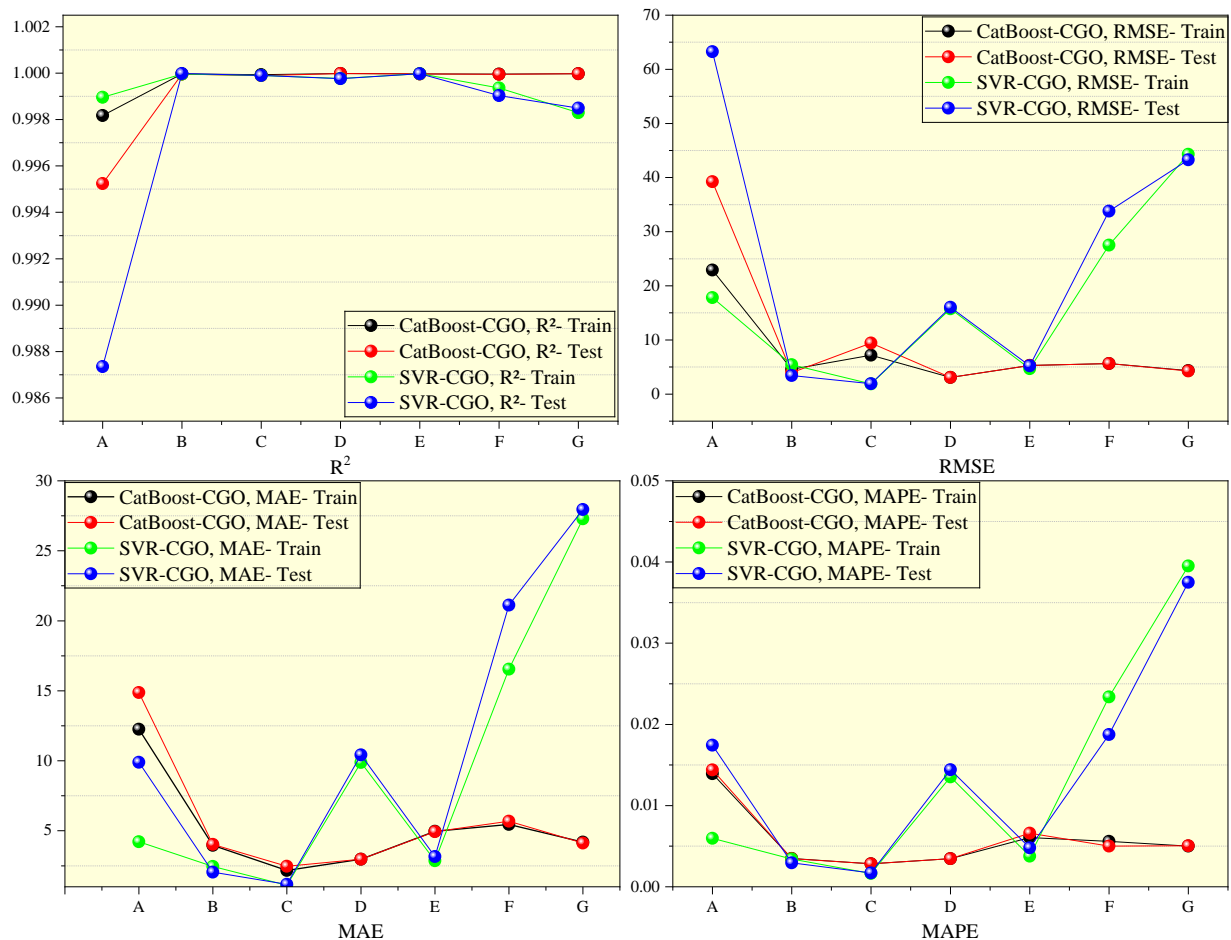 1.002
1.000
0.998
0.996
0.994
0.992
0.990
0.988
0.986
CatBoost-CGO, R²- Train
CatBoost-CGO, R²- Test
SVR-CGO, R²- Train
SVR-CGO, R²- Test
A B C D E F G
R²
70
60
50
40
30
20
10
0
CatBoost-CGO, RMSE- Train
CatBoost-CGO, RMSE- Test
SVR-CGO, RMSE- Train
SVR-CGO, RMSE- Test
A B C D E F G
RMSE
30
25
20
15
10
5
CatBoost-CGO, MAE- Train
CatBoost-CGO, MAE- Test
SVR-CGO, MAE- Train
SVR-CGO, MAE- Test
A B C D E F G
MAE
0.05
0.04
0.03
0.02
0.01
0.00
CatBoost-CGO, MAPE- Train
CatBoost-CGO, MAPE- Test
SVR-CGO, MAPE- Train
SVR-CGO, MAPE- Test
A B C D E F G
MAPE